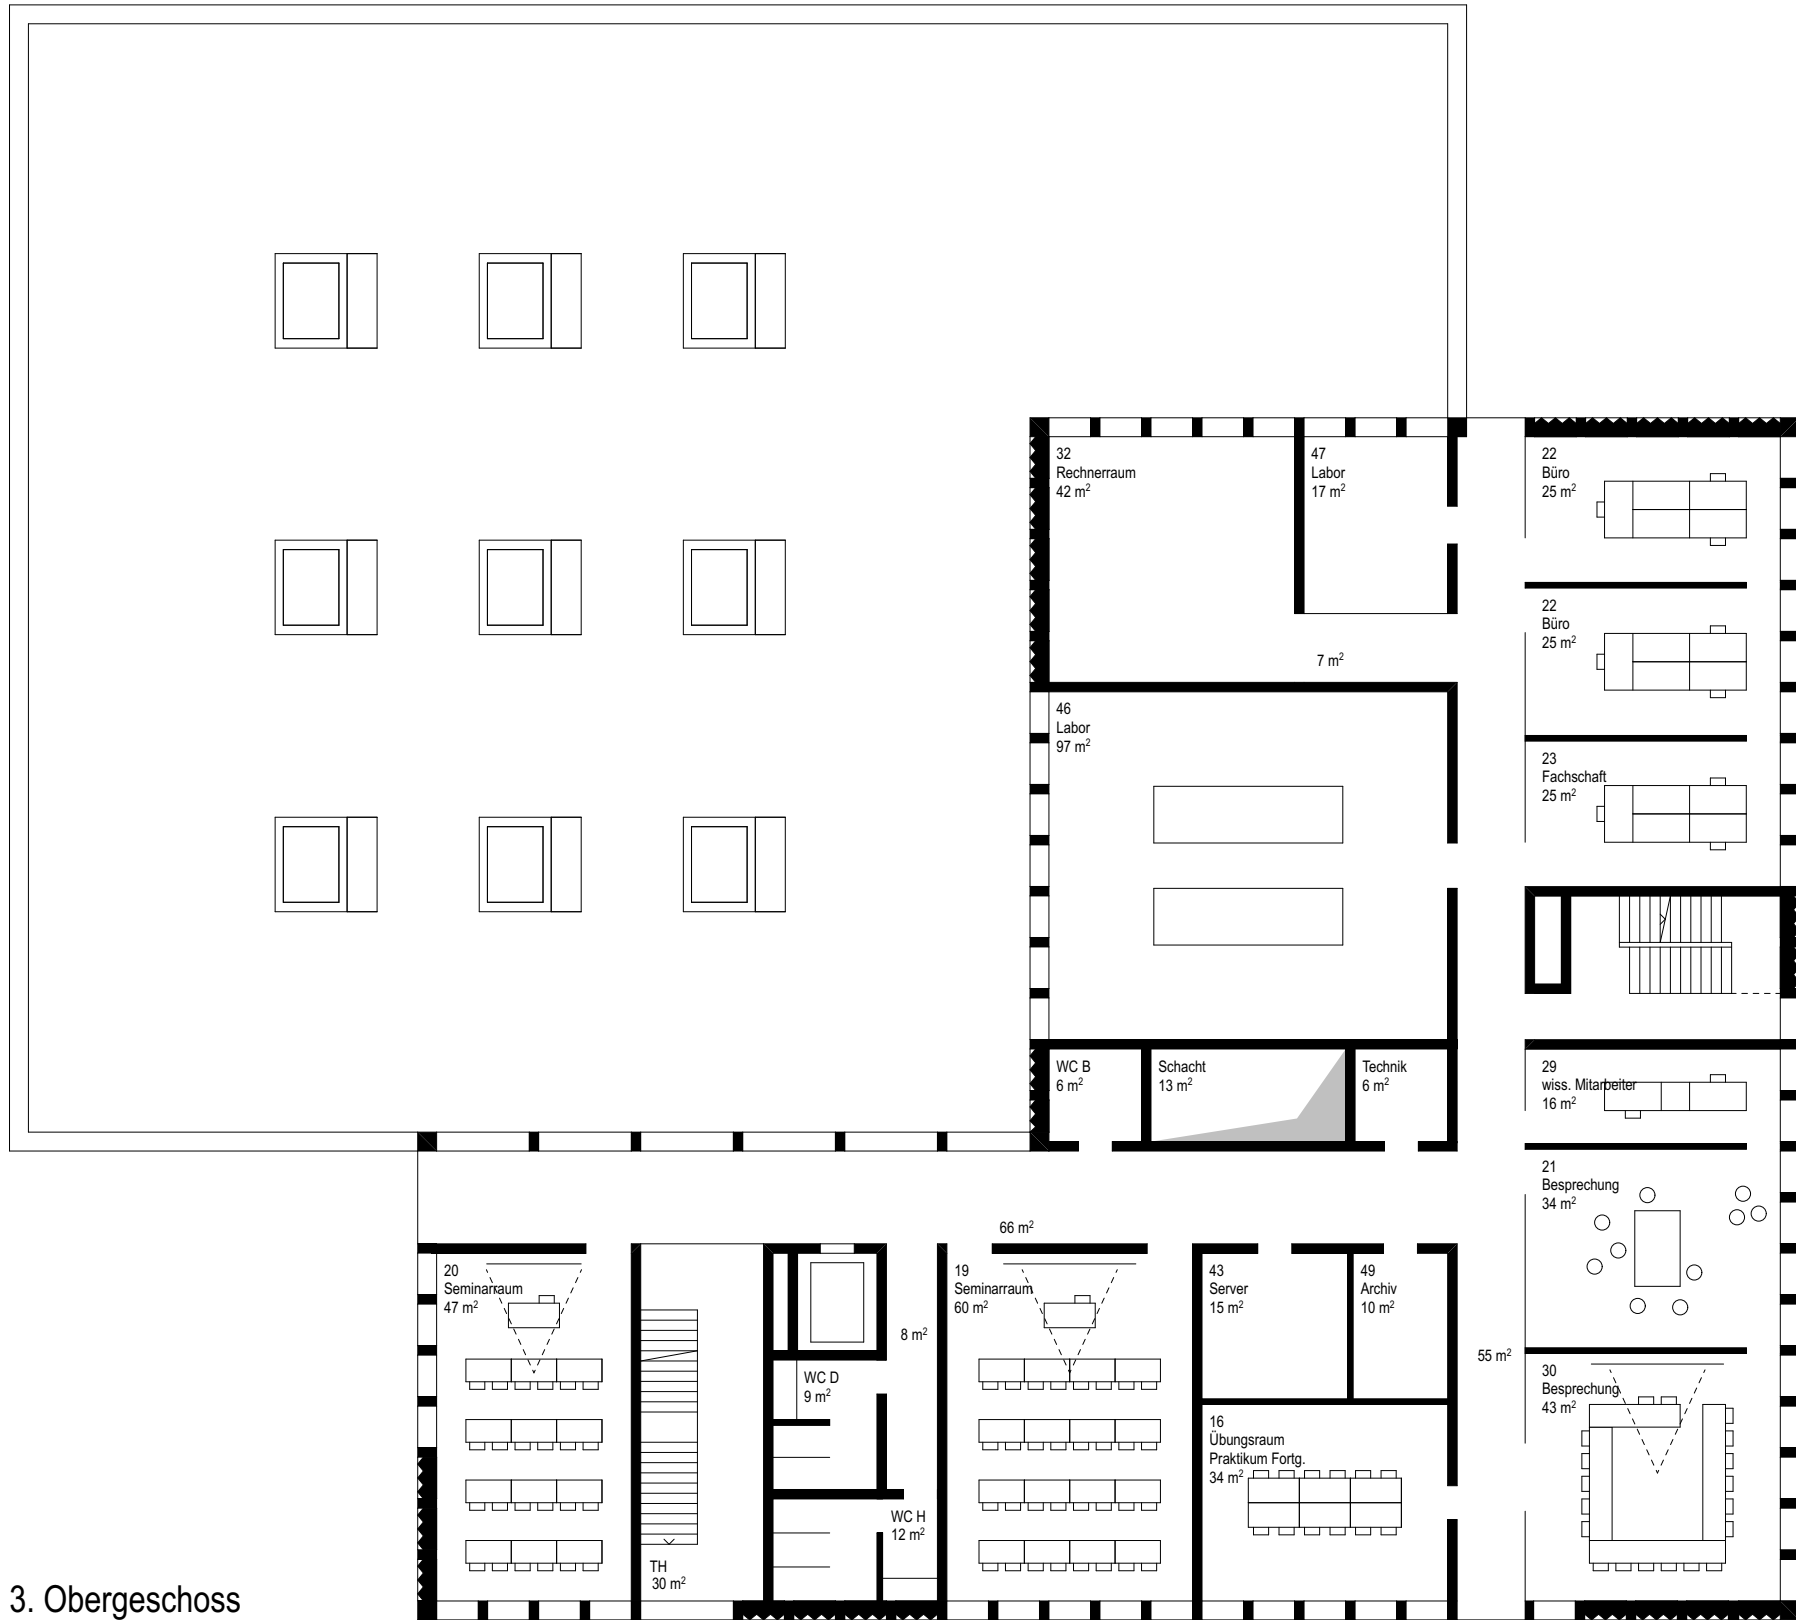 32
Rechnerraum
42 m²
47
Labor
17 m²
22
Büro
25 m²
22
Büro
25 m²
7 m²
46
Labor
97 m²
23
Fachschaft
25 m²
WC B
6 m²
Schacht
13 m²
Technik
6 m²
29
wiss. Mitarbeiter
16 m²
21
Besprechung
34 m²
66 m²
20
Seminarraum
47 m²
19
Seminarraum
60 m²
43
Server
15 m²
49
Archiv
10 m²
8 m²
55 m²
WC D
9 m²
30
Besprechung
43 m²
16
Übungsraum
Praktikum Fortg.
34 m²
WC H
12 m²
TH
30 m²
3. Obergeschoss